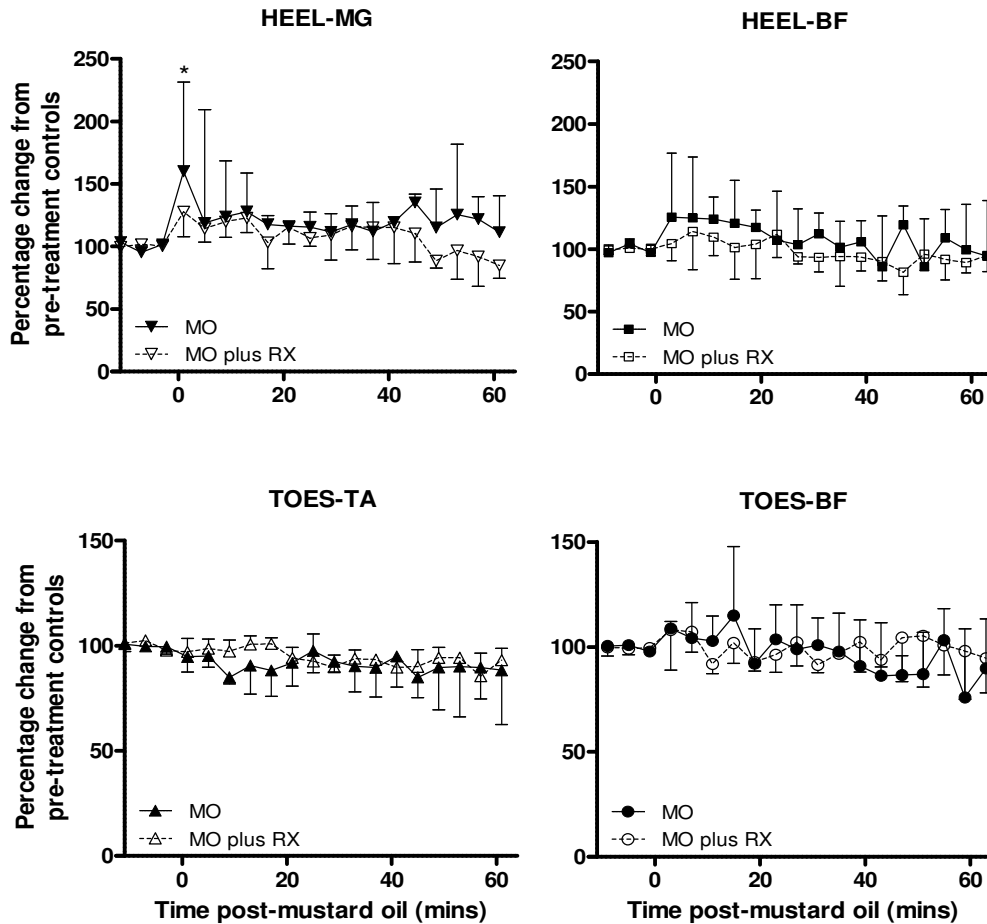 HEEL-MG
Percentage change from
pre-treatment controls
250
200
150
100
50
0
*
MO
MO plus RX
0 20 40 60
HEEL-BF
250
200
150
100
50
0
MO
MO plus RX
0 20 40 60
TOES-TA
Percentage change from
pre-treatment controls
150
100
50
0
MO
MO plus RX
0 20 40 60
Time post-mustard oil (mins)
TOES-BF
150
100
50
0
MO
MO plus RX
0 20 40 60
Time post-mustard oil (mins)